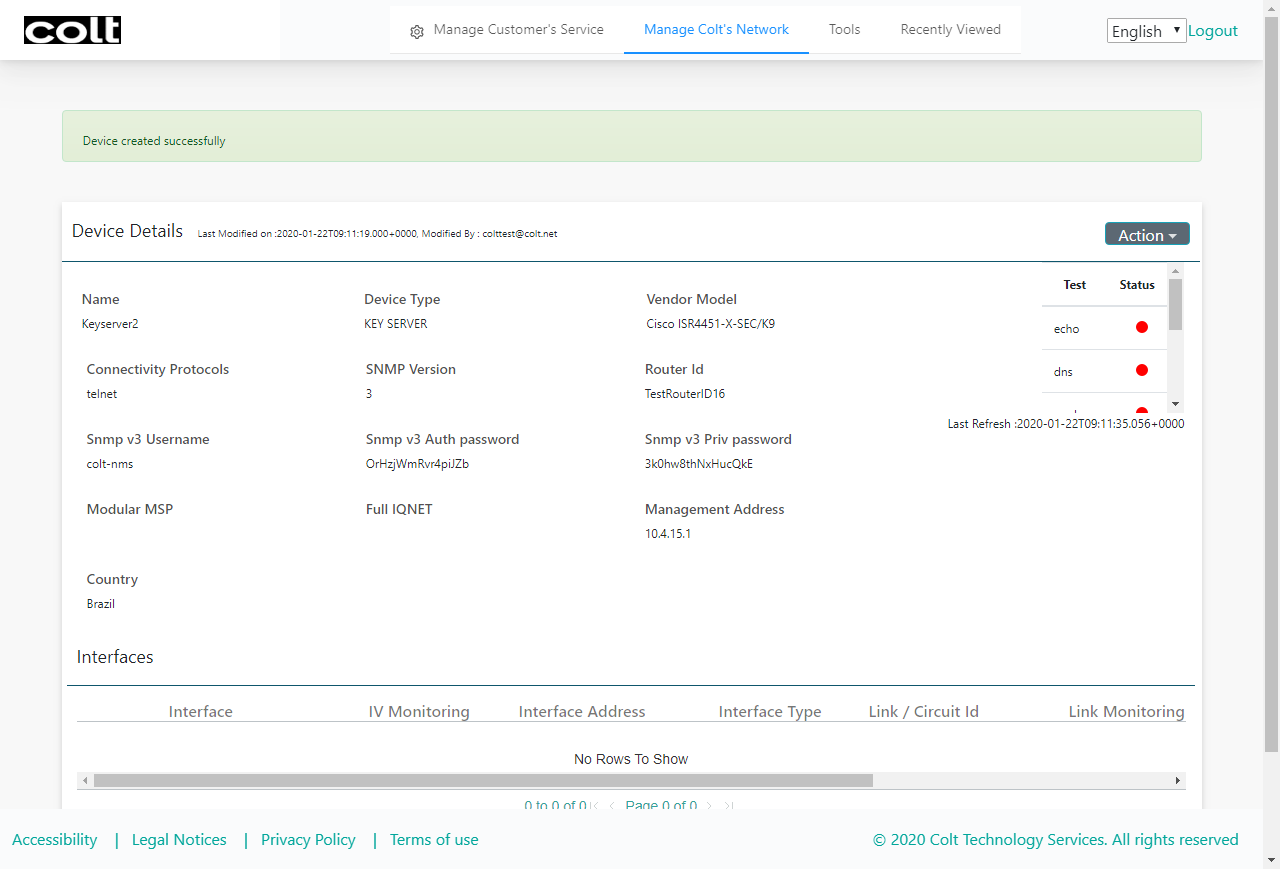 colt
Manage Customer's Service
Manage Colt's Network
Tools
Recently Viewed
English
Logout
Device created successfully
Device Details
Last Modified on :2020-01-22T09:11:19.000+0000, Modified By : colttest@colt.net
Action
Name
Device Type
Vendor Model
Keyserver2
KEY SERVER
Cisco ISR4451-X-SEC/K9
Test
Status
echo
dns
Last Refresh :2020-01-22T09:11:35.056+0000
Connectivity Protocols
SNMP Version
Router Id
telnet
3
TestRouterID16
Snmp v3 Username
Snmp v3 Auth password
Snmp v3 Priv password
colt-nms
OrHzjWmRvr4piJZb
3k0hw8thNxHucQkE
Modular MSP
Full IQNET
Management Address
10.4.15.1
Country
Brazil
Interfaces
Interface
IV Monitoring
Interface Address
Interface Type
Link / Circuit Id
Link Monitoring
No Rows To Show
0 to 0 of 0
Page 0 of 0
Accessibility | Legal Notices | Privacy Policy | Terms of use
© 2020 Colt Technology Services. All rights reserved